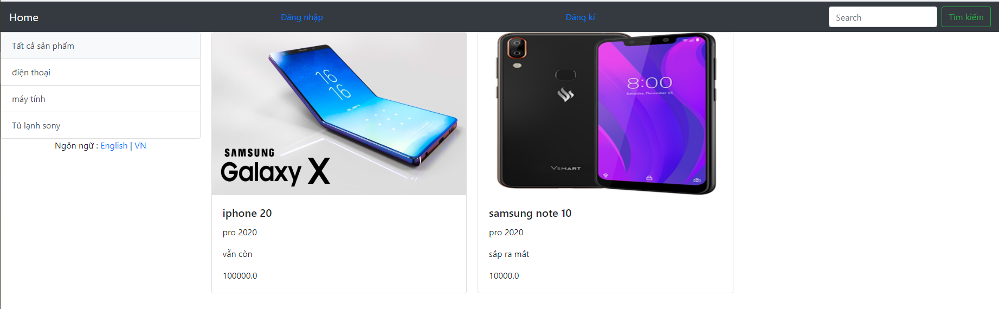 Home
Đăng nhập
Đăng kí
Search
Tìm kiếm
Tất cả sản phẩm
điện thoại
máy tính
Tủ lạnh sony
Ngôn ngữ : English | VN
16
16
SAMSUNG
Galaxy X
iphone 20
pro 2020
vẫn còn
100000.0
8:00
Saturday, December 15
VSMART
samsung note 10
pro 2020
sắp ra mắt
10000.0